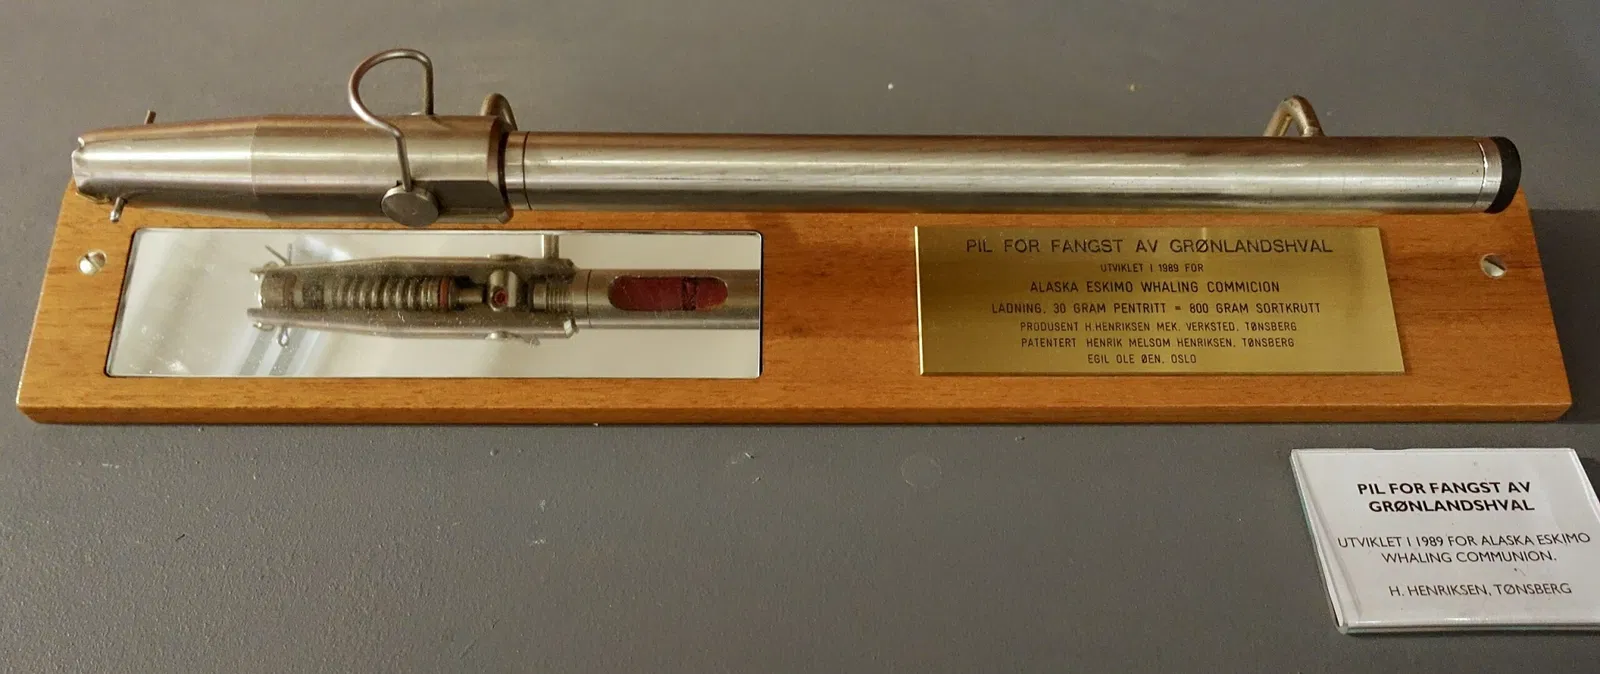 PIL FOR FANGST AV GRØNLANDSHVAL
UTVIKLET I 1989 FOR
ALASKA ESKIMO WHALING COMMICION
LADNING, 30 GRAM PENTRITT = 800 GRAM SORTKRUTT
PRODUSENT H.HENRIKSEN MEK. VERKSTED, TØNSBERG
PATENTERT HENRIK MELSOM HENRIKSEN, TØNSBERG
EGIL OLE ØEN, OSLO
PIL FOR FANGST AV
GRØNLANDSHVAL
UTVIKLET I 1989 FOR ALASKA ESKIMO
WHALING COMMUNION.
H. HENRIKSEN, TØNSBERG